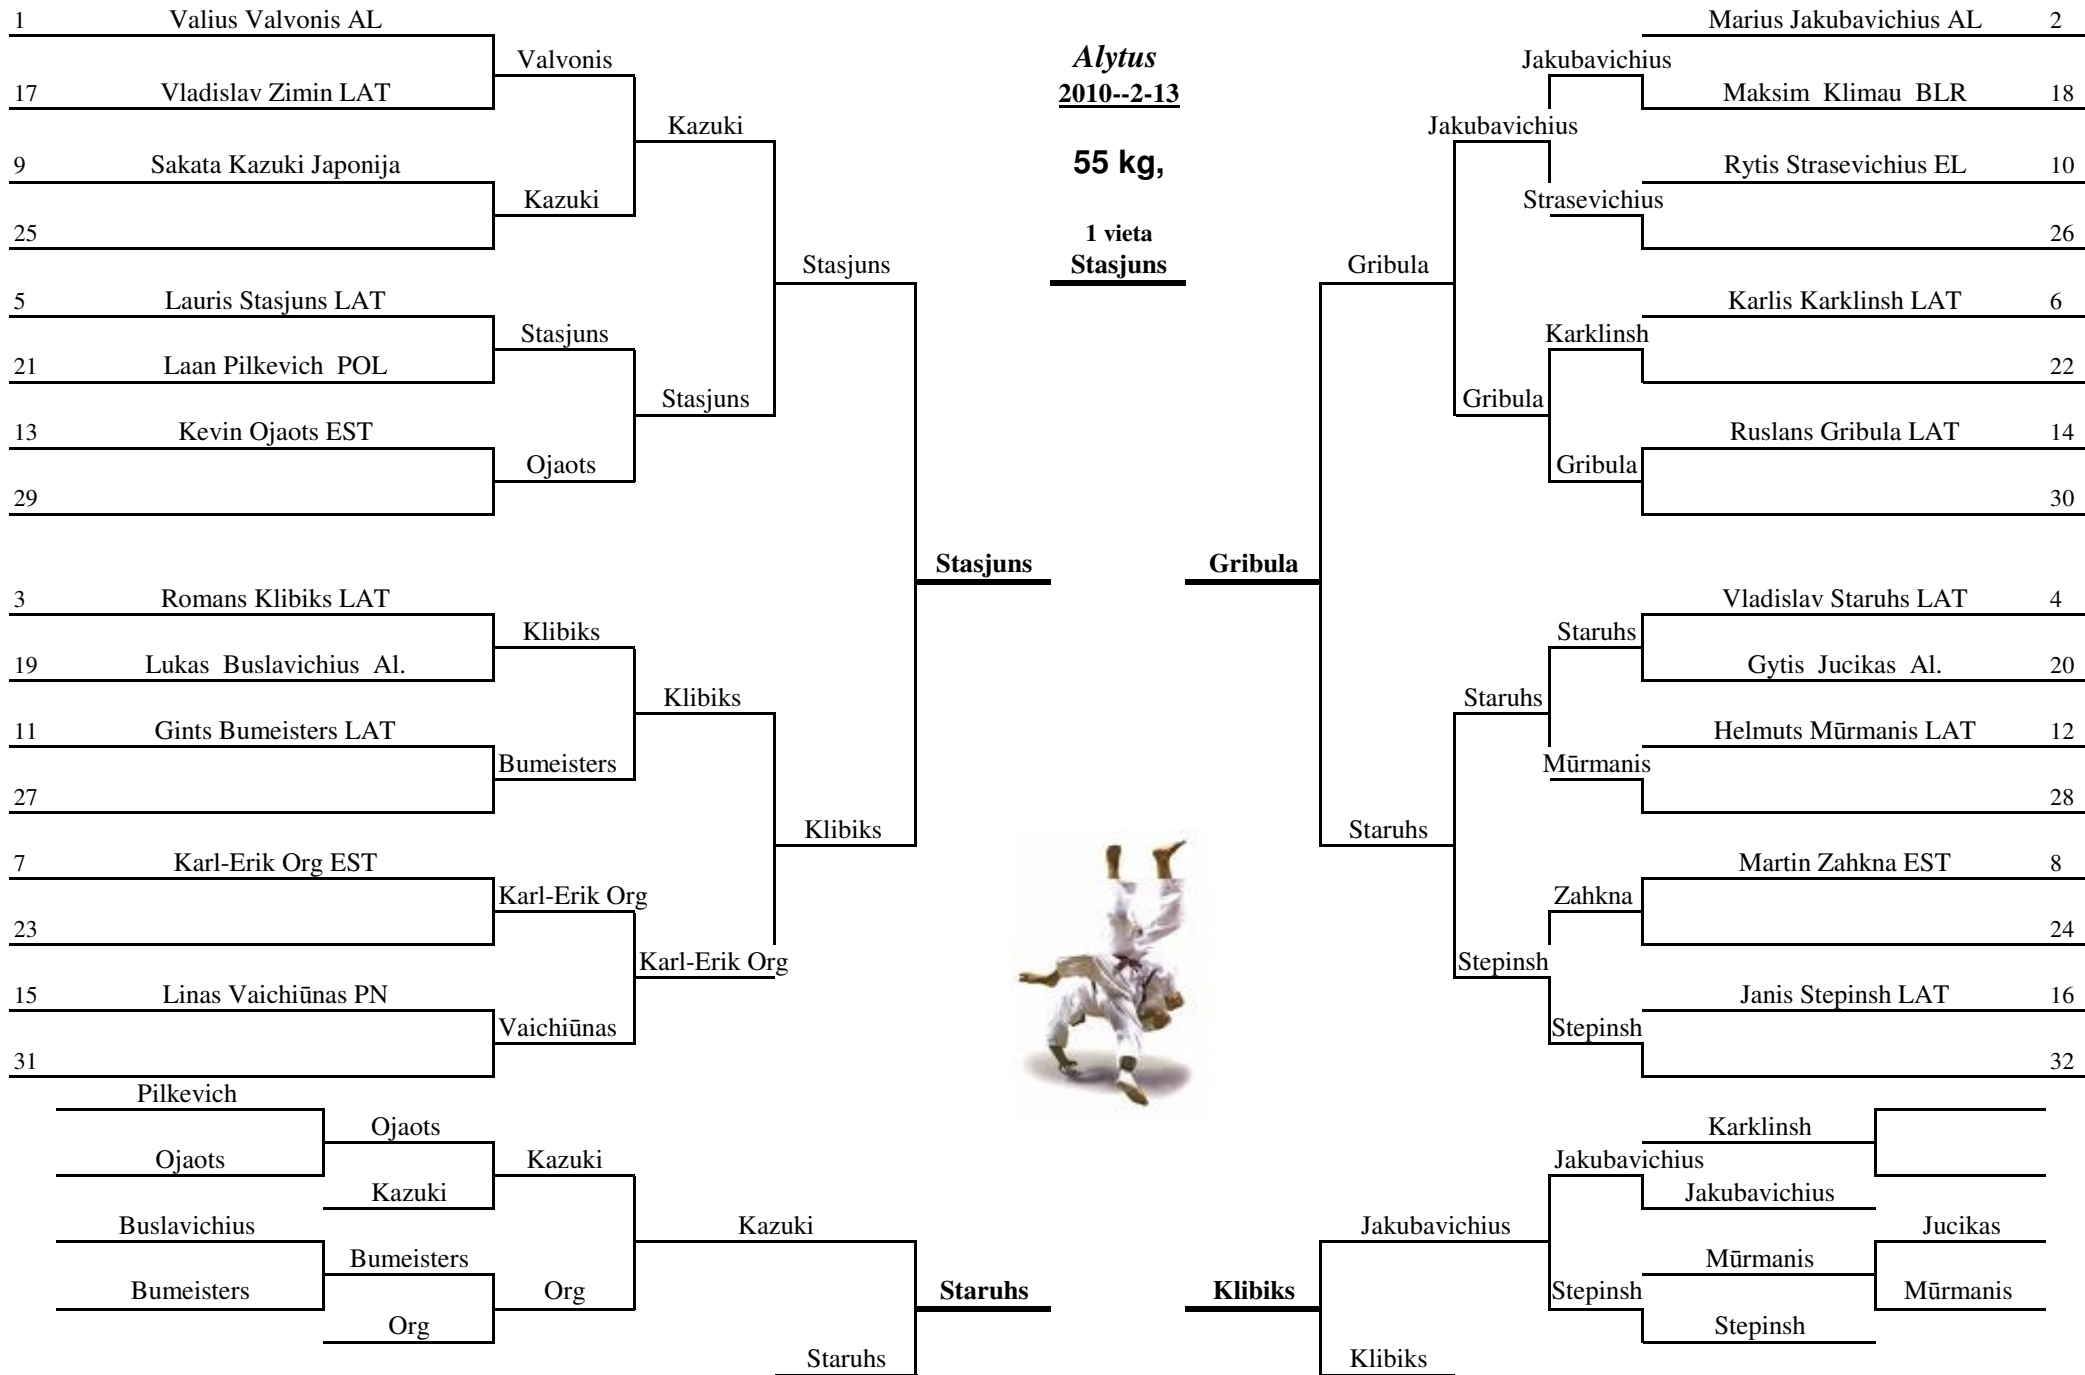 1 Valius Valvonis AL
17 Vladislav Zimin LAT
9 Sakata Kazuki Japonija
25
5 Lauris Stasjuns LAT
21 Laan Pilkevich POL
13 Kevin Ojaots EST
29
3 Romans Klibiks LAT
19 Lukas Buslavichius Al.
11 Gints Bumeisters LAT
27
7 Karl-Erik Org EST
23
15 Linas Vaichiūnas PN
31
Valvonis
Kazuki
Stasjuns
Ojaots
Klibiks
Bumeisters
Karl-Erik Org
Vaichiūnas
Kazuki
Stasjuns
Klibiks
Karl-Erik Org
Stasjuns
Klibiks
Stasjuns
Alytus
2010--2-13
55 kg,
1 vieta
Stasjuns
Gribula
Gribula
Staruhs
Jakubavichius
Gribula
Staruhs
Stepinsh
Jakubavichius
Strasevichius
Karklinsh
Gribula
Staruhs
Mūrmanis
Zahkna
Stepinsh
Marius Jakubavichius AL 2
Maksim Klimau BLR 18
Rytis Strasevichius EL 10
26
Karlis Karklinsh LAT 6
22
Ruslans Gribula LAT 14
30
Vladislav Staruhs LAT 4
Gytis Jucikas Al. 20
Helmuts Mūrmanis LAT 12
28
Martin Zahkna EST 8
24
Janis Stepinsh LAT 16
32
Pilkevich
Ojaots
Buslavichius
Bumeisters
Ojaots
Kazuki
Bumeisters
Org
Kazuki
Org
Kazuki
Staruhs
Staruhs
Klibiks
Jakubavichius
Klibiks
Jakubavichius
Stepinsh
Karklinsh
Jakubavichius
Mūrmanis
Stepinsh
Jucikas
Mūrmanis